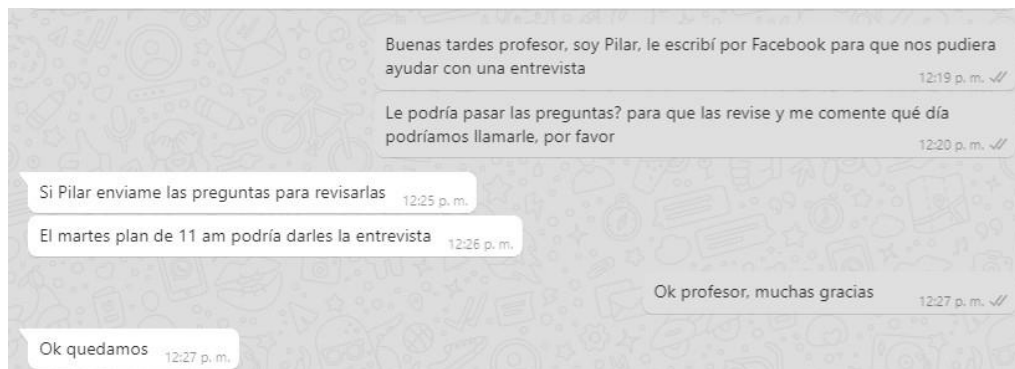 Buenas tardes profesor, soy Pilar, le escribí por Facebook para que nos pudiera
ayudar con una entrevista
12:19 p. m.
Le podría pasar las preguntas? para que las revise y me comente qué día
podríamos llamarle, por favor
12:20 p. m.
Si Pilar enviame las preguntas para revisarlas 12:25 p. m.
El martes plan de 11 am podría darles la entrevista 12:26 p. m.
Ok profesor, muchas gracias 12:27 p. m.
Ok quedamos 12:27 p. m.